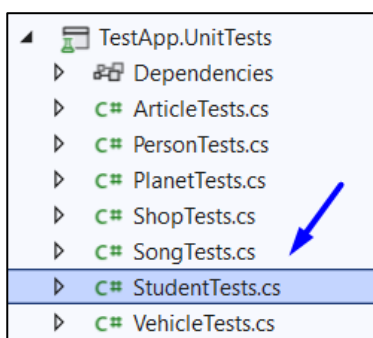 TestApp.UnitTests
Dependencies
C# ArticleTests.cs
C# PersonTests.cs
C# PlanetTests.cs
C# ShopTests.cs
C# SongTests.cs
C# StudentTests.cs
C# VehicleTests.cs